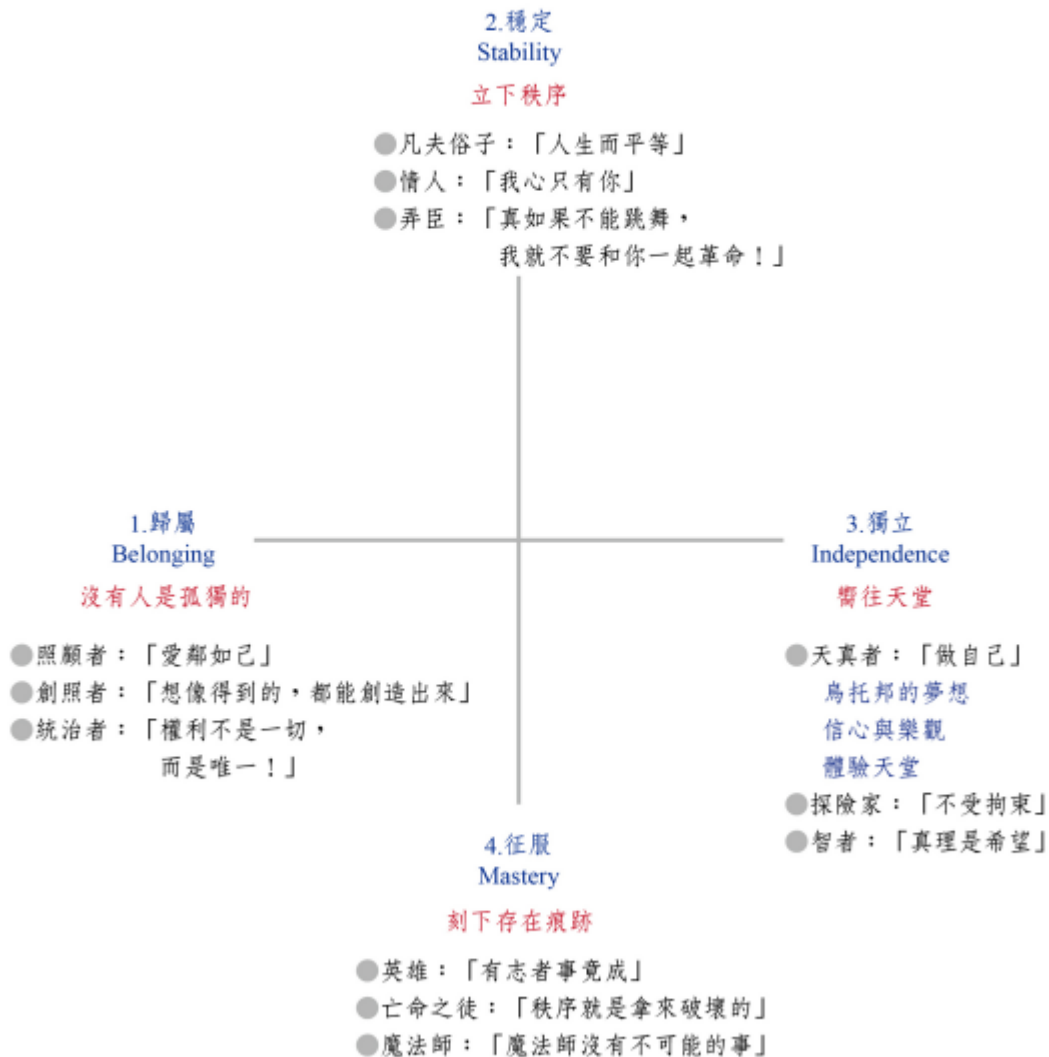 2.穩定
Stability
立下秩序
●凡夫俗子：「人生而平等」
●情人：「我心只有你」
●弄臣：「真如果不能跳舞，
我就不要和你一起革命！」
1.歸屬
Belonging
沒有人是孤獨的
●照顧者：「愛鄰如己」
●創照者：「想像得到的，都能創造出來」
●統治者：「權利不是一切，
而是唯一！」
3.獨立
Independence
嚮往天堂
●天真者：「做自己」
烏托邦的夢想
信心與樂觀
體驗天堂
●探險家：「不受拘束」
●智者：「真理是希望」
4.征服
Mastery
刻下存在痕跡
●英雄：「有志者事竟成」
●亡命之徒：「秩序就是拿來破壞的」
●魔法師：「魔法師沒有不可能的事」